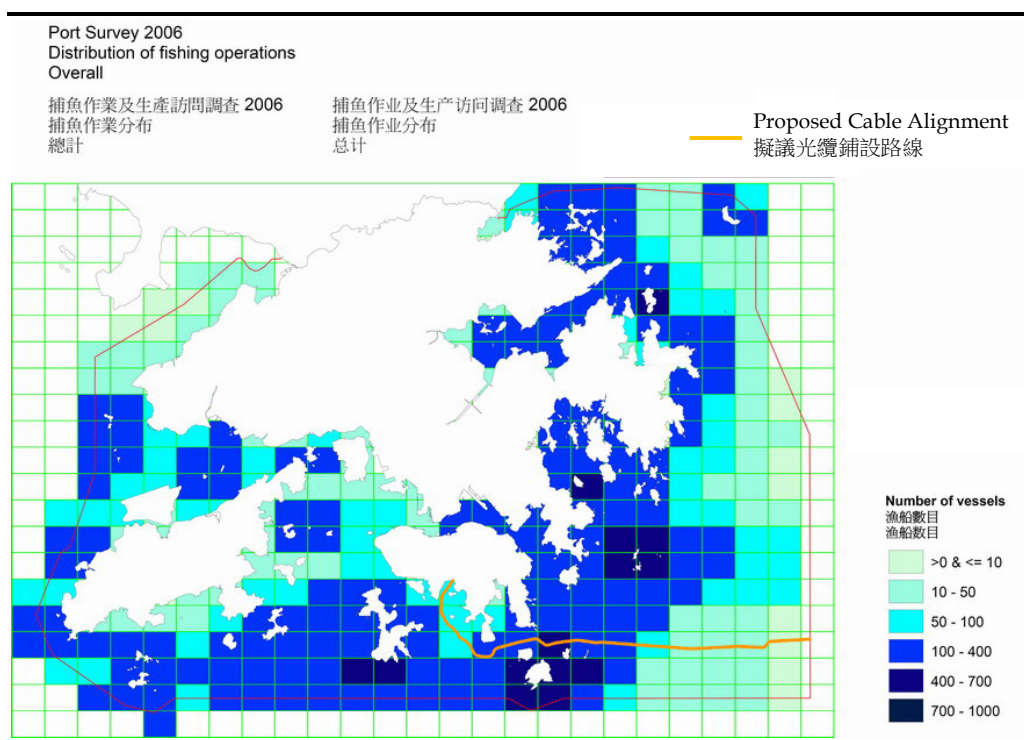 Port Survey 2006
Distribution of fishing operations
Overall
捕魚作業及生產訪問調查 2006
捕魚作業分布
總計
捕鱼作业及生产访问调查 2006
捕鱼作业分布
总计
Proposed Cable Alignment
擬議光纜鋪設路線
Number of vessels
漁船數目
漁船数目
>0 & <= 10
10 - 50
50 - 100
100 - 400
400 - 700
700 - 1000